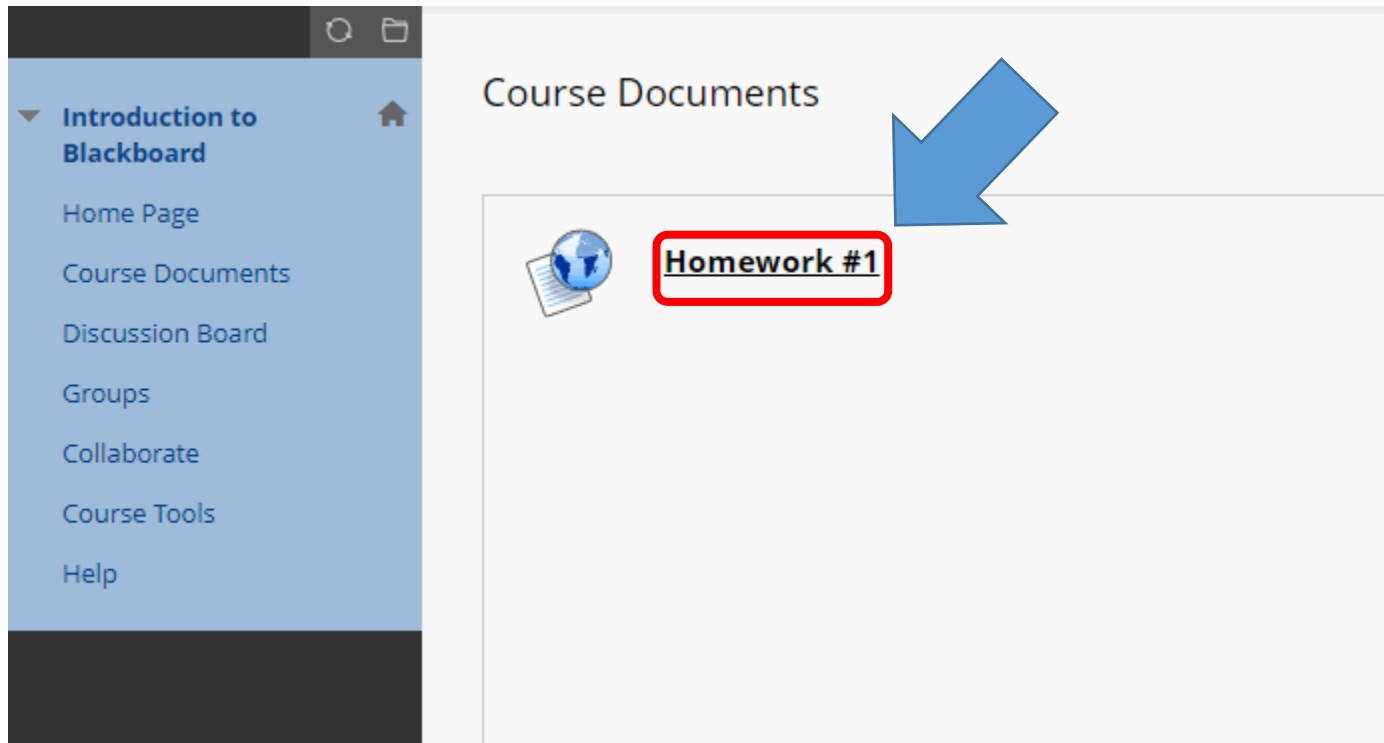 Introduction to
Blackboard
Home Page
Course Documents
Discussion Board
Groups
Collaborate
Course Tools
Help
Course Documents
Homework #1